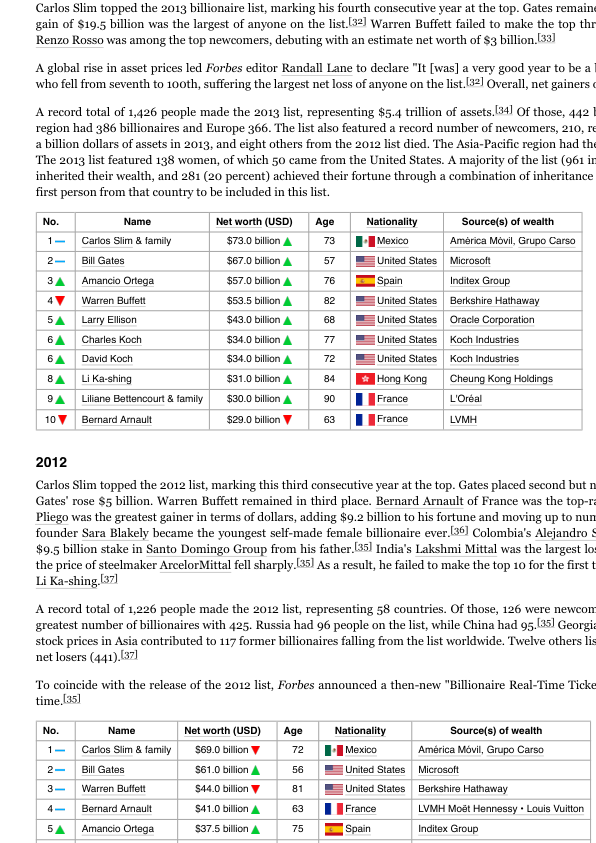 Carlos Slim topped the 2013 billionaire list, marking his fourth consecutive year at the top. Gates remaine
gain of $19.5 billion was the largest of anyone on the list.[32] Warren Buffett failed to make the top thr
Renzo Rosso was among the top newcomers, debuting with an estimate net worth of $3 billion.[33]
A global rise in asset prices led Forbes editor Randall Lane to declare "It [was] a very good year to be a b
who fell from seventh to 100th, suffering the largest net loss of anyone on the list.[32] Overall, net gainers o
A record total of 1,426 people made the 2013 list, representing $5.4 trillion of assets.[34] Of those, 442 b
region had 386 billionaires and Europe 366. The list also featured a record number of newcomers, 210, re
a billion dollars of assets in 2013, and eight others from the 2012 list died. The Asia-Pacific region had the
The 2013 list featured 138 women, of which 50 came from the United States. A majority of the list (961 in
inherited their wealth, and 281 (20 percent) achieved their fortune through a combination of inheritance
first person from that country to be included in this list.
No. Name Net worth (USD) Age Nationality Source(s) of wealth
1 Carlos Slim & family $73.0 billion ▲ 73 Mexico América Móvil, Grupo Carso
2 Bill Gates $67.0 billion ▲ 57 United States Microsoft
3 ▲ Amancio Ortega $57.0 billion ▲ 76 Spain Inditex Group
4 ▼ Warren Buffett $53.5 billion ▲ 82 United States Berkshire Hathaway
5 ▲ Larry Ellison $43.0 billion ▲ 68 United States Oracle Corporation
6 ▲ Charles Koch $34.0 billion ▲ 77 United States Koch Industries
6 ▲ David Koch $34.0 billion ▲ 72 United States Koch Industries
8 ▲ Li Ka-shing $31.0 billion ▲ 84 Hong Kong Cheung Kong Holdings
9 ▲ Liliane Bettencourt & family $30.0 billion ▲ 90 France L'Oréal
10 ▼ Bernard Arnault $29.0 billion ▼ 63 France LVMH
2012
Carlos Slim topped the 2012 list, marking this third consecutive year at the top. Gates placed second but n
Gates' rose $5 billion. Warren Buffett remained in third place. Bernard Arnault of France was the top-ra
Pliego was the greatest gainer in terms of dollars, adding $9.2 billion to his fortune and moving up to num
founder Sara Blakely became the youngest self-made female billionaire ever.[36] Colombia's Alejandro S
$9.5 billion stake in Santo Domingo Group from his father.[35] India's Lakshmi Mittal was the largest los
the price of steelmaker ArcelorMittal fell sharply.[35] As a result, he failed to make the top 10 for the first t
Li Ka-shing.[37]
A record total of 1,226 people made the 2012 list, representing 58 countries. Of those, 126 were newcom
greatest number of billionaires with 425. Russia had 96 people on the list, while China had 95.[35] Georgia
stock prices in Asia contributed to 117 former billionaires falling from the list worldwide. Twelve others lis
net losers (441).[37]
To coincide with the release of the 2012 list, Forbes announced a then-new "Billionaire Real-Time Ticke
time.[35]
No. Name Net worth (USD) Age Nationality Source(s) of wealth
1 Carlos Slim & family $69.0 billion ▼ 72 Mexico América Móvil, Grupo Carso
2 Bill Gates $61.0 billion ▲ 56 United States Microsoft
3 Warren Buffett $44.0 billion ▼ 81 United States Berkshire Hathaway
4 Bernard Arnault $41.0 billion ▲ 63 France LVMH Moët Hennessy • Louis Vuitton
5 ▲ Amancio Ortega $37.5 billion ▲ 75 Spain Inditex Group